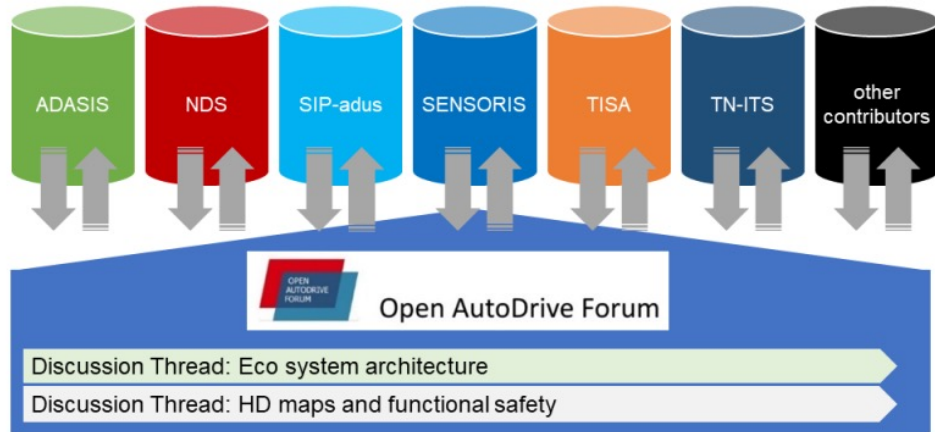 ADASIS
NDS
SIP-adus
SENSORIS
TISA
TN-ITS
other
contributors
OPEN
AUTODRIVE
FORUM
Open AutoDrive Forum
Discussion Thread: Eco system architecture
Discussion Thread: HD maps and functional safety